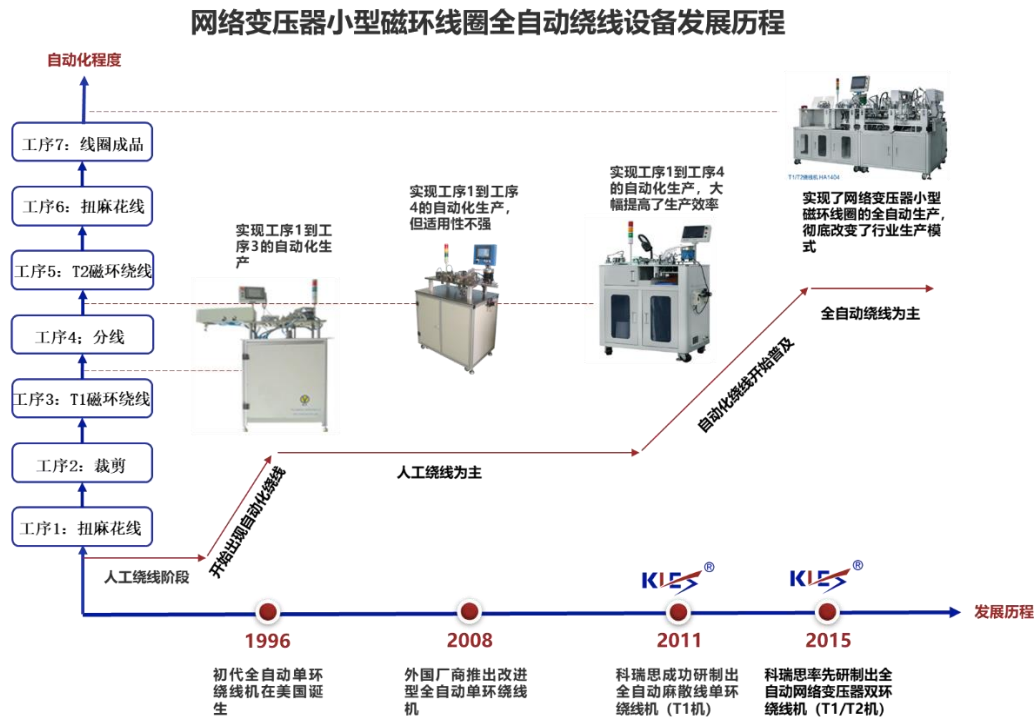 网络变压器小型磁环线圈全自动绕线设备发展历程
自动化程度
工序7：线圈成品
工序6：扭麻花线
工序5：T2磁环绕线
工序4；分线
工序3：T1磁环绕线
工序2：裁剪
工序1：扭麻花线
实现工序1到工
序3的自动化生
产
实现工序1到工序
4的自动化生产，
但适用性不强
实现工序1到工序4
的自动化生产，大
幅提高了生产效率
T1/T2绕线机 HA1404
实现了网络变压器小型
磁环线圈的全自动生产，
彻底改变了行业生产模
式
人工绕线阶段
开始出现自动化绕线
人工绕线为主
自动化绕线开始普及
全自动绕线为主
KLES®
KLES®
发展历程
1996
初代全自动单环
绕线机在美国诞
生
2008
外国厂商推出改进
型全自动单环绕线
机
2011
科瑞思成功研制出
全自动麻散线单环
绕线机（T1机）
2015
科瑞思率先研制出全
自动网络变压器双环
绕线机（T1/T2机）